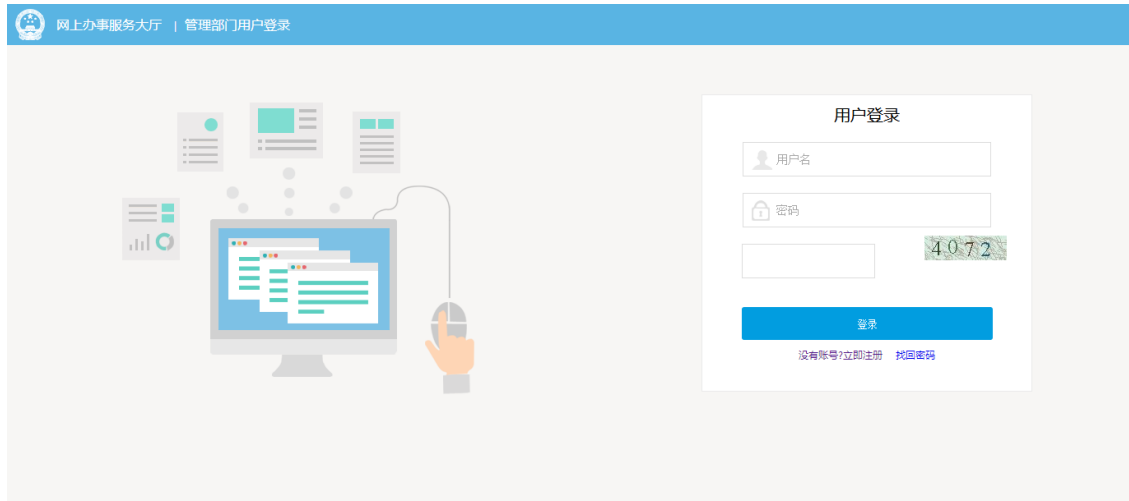 网上办事服务大厅 | 管理部门用户登录
用户登录
用户名
密码
4072
登录
没有账号?立即注册 找回密码